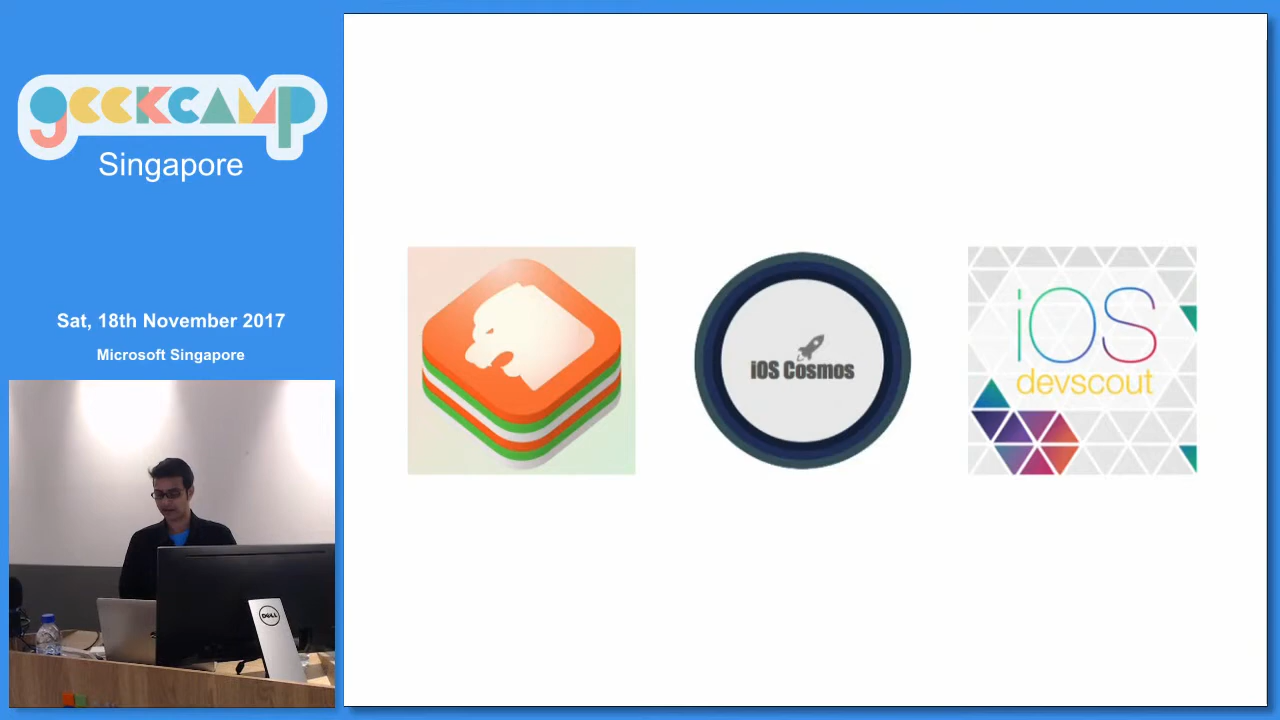 geekcamp
Singapore
Sat, 18th November 2017
Microsoft Singapore
DELL
iOS Cosmos
iOS
devscout